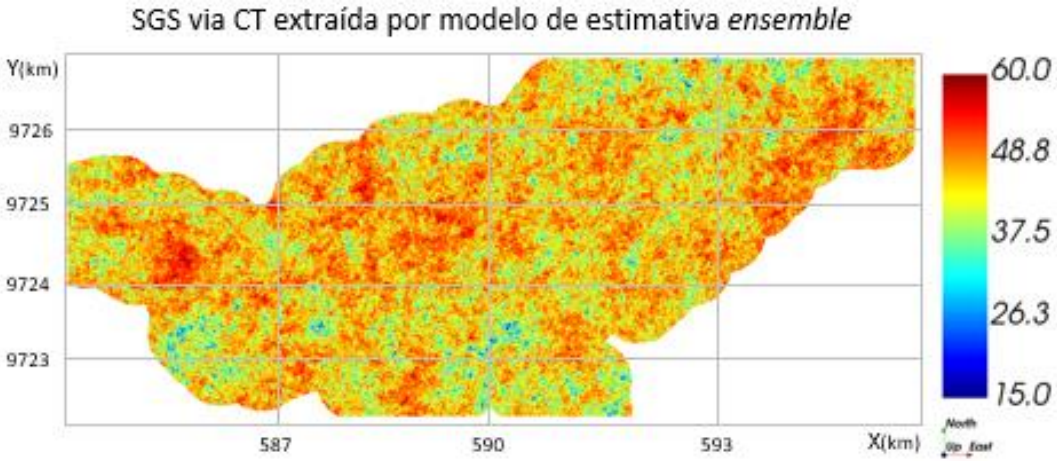 SGS via CT extraída por modelo de estimativa ensemble
Y(km)
9726
9725
9724
9723
587
590
593
X(km)
60.0
48.8
37.5
26.3
15.0
North
Up East